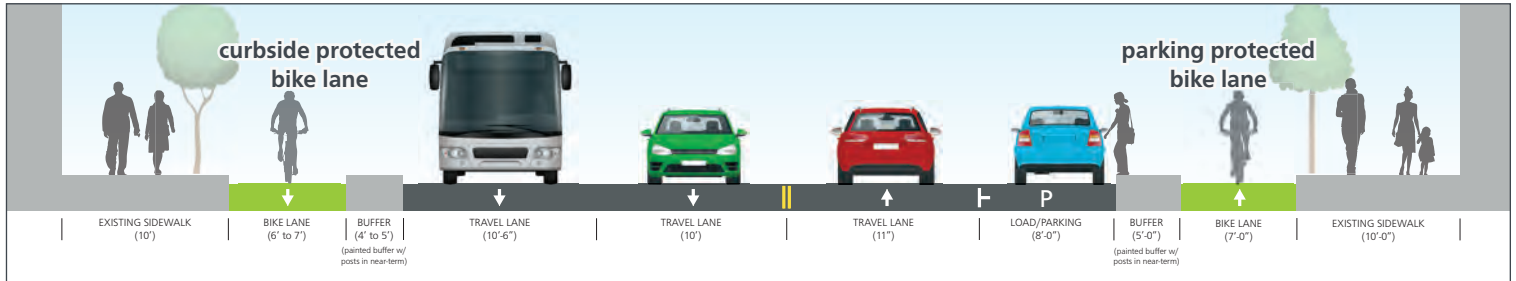 curbside protected
bike lane
parking protected
bike lane
P
EXISTING SIDEWALK
(10’)
BIKE LANE
(6’ to 7’)
BUFFER
(4’ to 5’)
(painted buffer w/
posts in near-term)
TRAVEL LANE
(10’-6”)
TRAVEL LANE
(10’)
TRAVEL LANE
(11”)
LOAD/PARKING
(8’-0”)
BUFFER
(5’-0”)
(painted buffer w/
posts in near-term)
BIKE LANE
(7’-0”)
EXISTING SIDEWALK
(10’-0”)